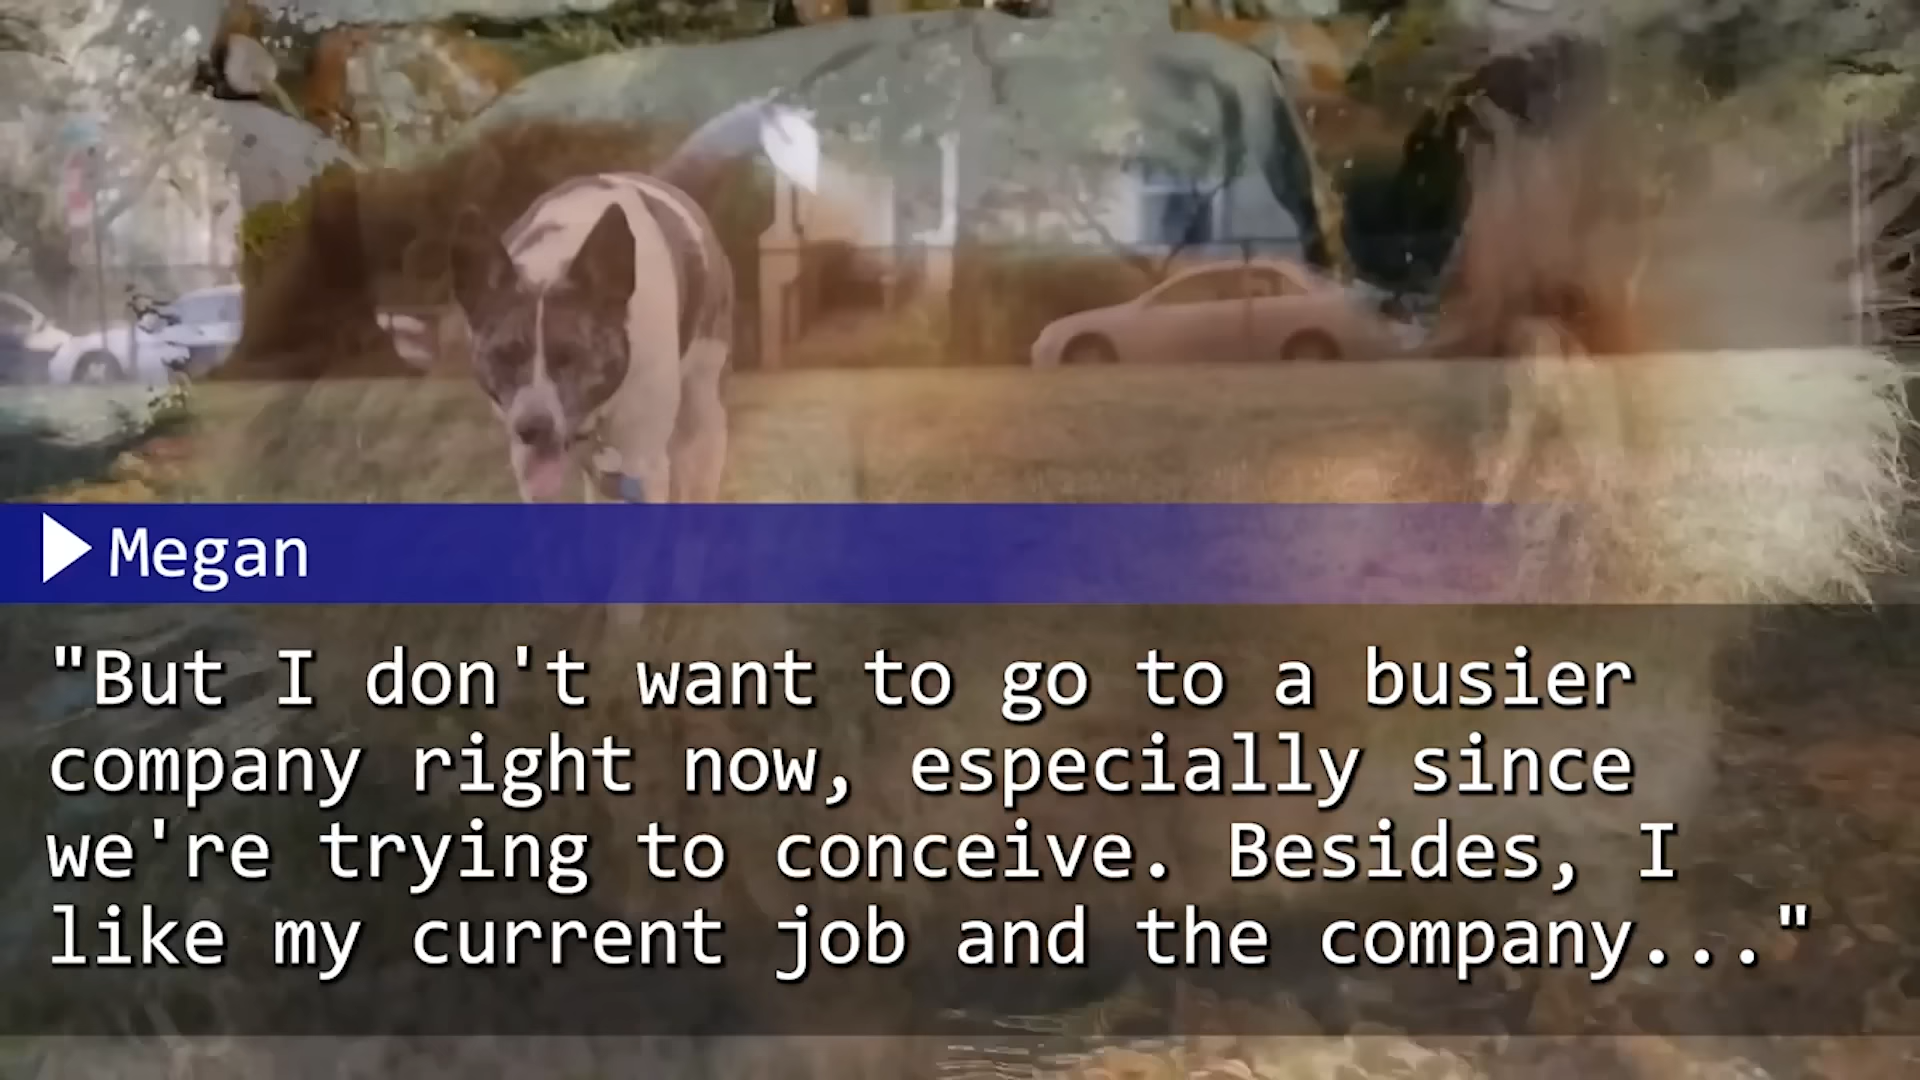 Megan
"But I don't want to go to a busier
company right now, especially since
we're trying to conceive. Besides, I
like my current job and the company..."